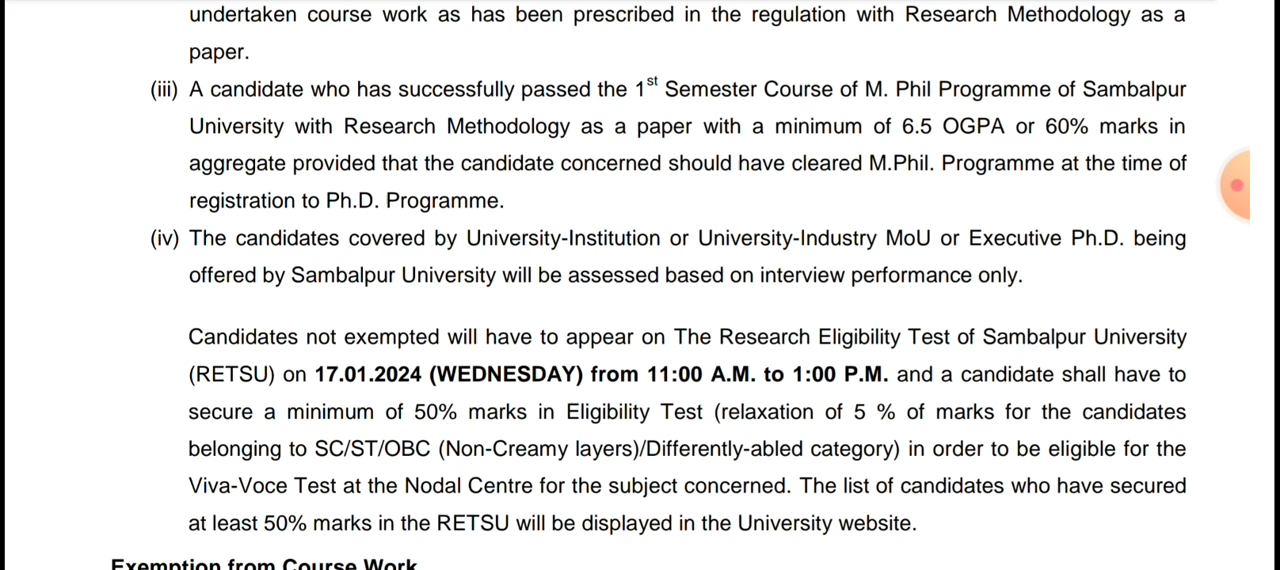 undertaken course work as has been prescribed in the regulation with Research Methodology as a
paper.
(iii) A candidate who has successfully passed the 1st Semester Course of M. Phil Programme of Sambalpur
University with Research Methodology as a paper with a minimum of 6.5 OGPA or 60% marks in
aggregate provided that the candidate concerned should have cleared M.Phil. Programme at the time of
registration to Ph.D. Programme.
(iv) The candidates covered by University-Institution or University-Industry MoU or Executive Ph.D. being
offered by Sambalpur University will be assessed based on interview performance only.
Candidates not exempted will have to appear on The Research Eligibility Test of Sambalpur University
(RETSU) on 17.01.2024 (WEDNESDAY) from 11:00 A.M. to 1:00 P.M. and a candidate shall have to
secure a minimum of 50% marks in Eligibility Test (relaxation of 5 % of marks for the candidates
belonging to SC/ST/OBC (Non-Creamy layers)/Differently-abled category) in order to be eligible for the
Viva-Voce Test at the Nodal Centre for the subject concerned. The list of candidates who have secured
at least 50% marks in the RETSU will be displayed in the University website.
Exemption from Course Work